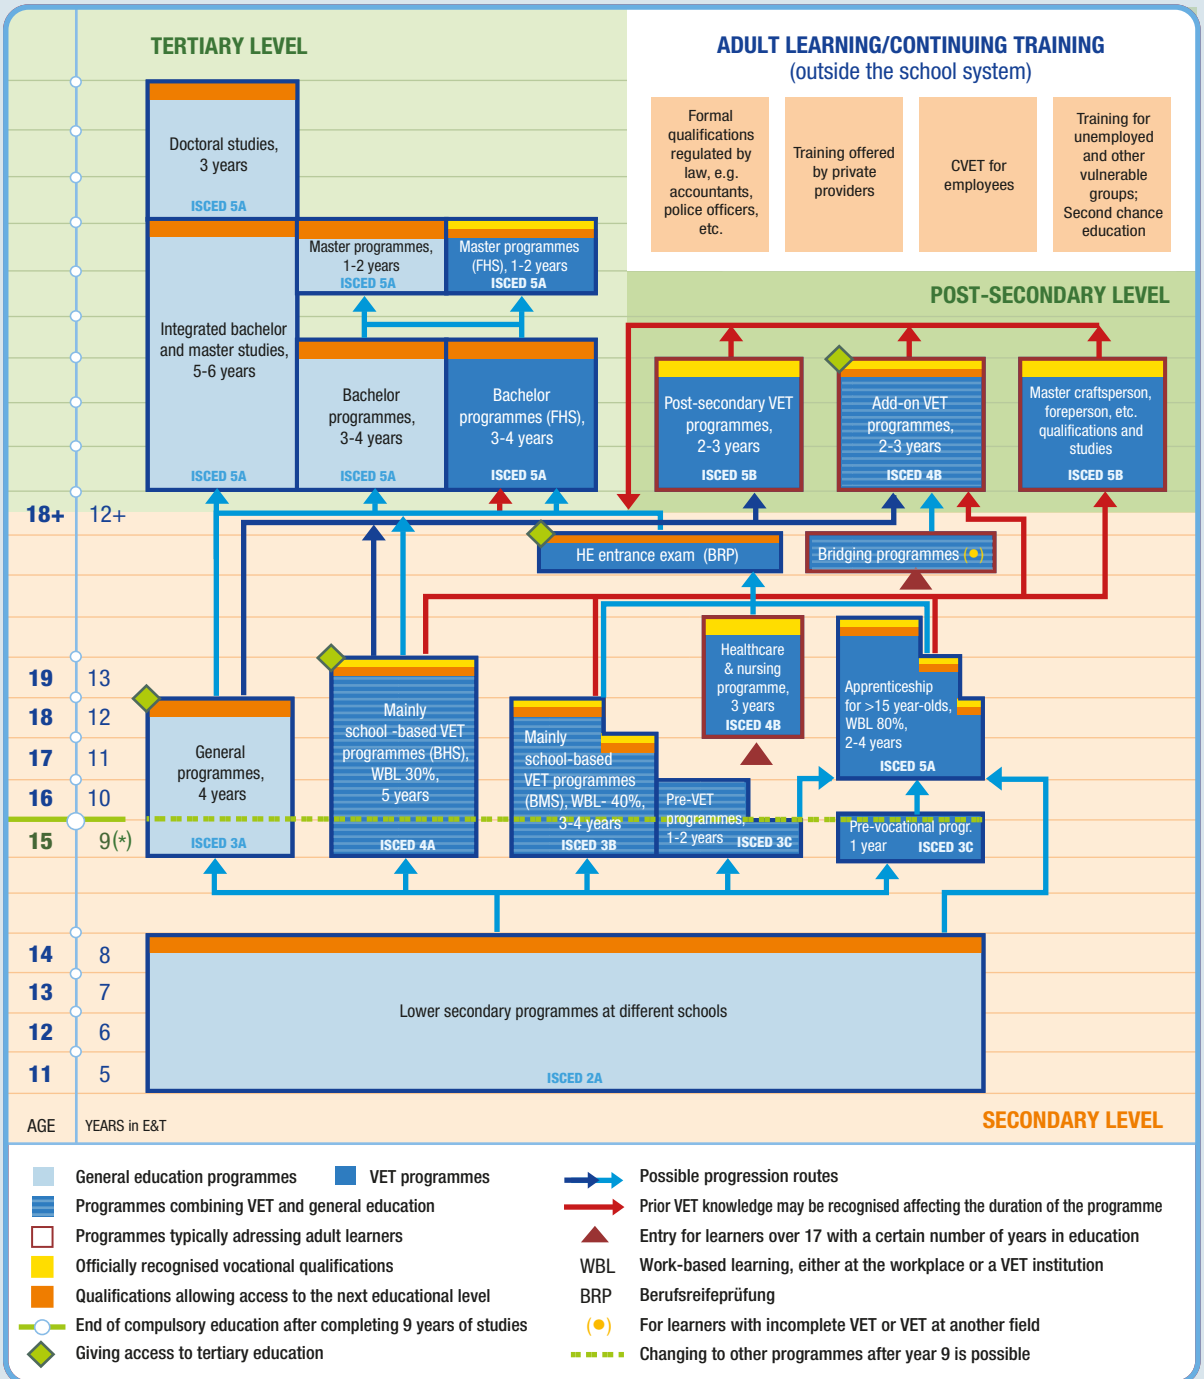 TERTIARY LEVEL
ADULT LEARNING/CONTINUING TRAINING
(outside the school system)
Formal
qualifications
regulated by
law, e.g.
accountants,
police officers,
etc.
Training offered
by private
providers
CVET for
employees
Training for
unemployed
and other
vulnerable
groups;
Second chance
education
Doctoral studies,
3 years
ISCED 5A
Integrated bachelor
and master studies,
5-6 years
ISCED 5A
Master programmes,
1-2 years
ISCED 5A
Master programmes
(FHS), 1-2 years
ISCED 5A
Bachelor
programmes,
3-4 years
ISCED 5A
Bachelor
programmes (FHS),
3-4 years
ISCED 5A
POST-SECONDARY LEVEL
Post-secondary VET
programmes,
2-3 years
ISCED 5B
Add-on VET
programmes,
2-3 years
ISCED 4B
Master craftsperson,
foreperson, etc.
qualifications and
studies
ISCED 5B
18+ 12+
HE entrance exam (BRP)
Bridging programmes (●)
19 13
18 12
17 11
16 10
15 9(*)
General
programmes,
4 years
ISCED 3A
Mainly
school -based VET
programmes (BHS),
WBL 30%,
5 years
ISCED 4A
Mainly
school-based
VET programmes
(BMS), WBL- 40%,
3-4 years
ISCED 3B
Pre-VET
programmes,
1-2 years
ISCED 3C
Healthcare
& nursing
programme,
3 years
ISCED 4B
Apprenticeship
for >15 year-olds,
WBL 80%,
2-4 years
ISCED 5A
Pre-vocational progr.
1 year ISCED 3C
14 8
13 7
12 6
11 5
Lower secondary programmes at different schools
ISCED 2A
AGE YEARS in E&T
SECONDARY LEVEL
General education programmes
VET programmes
Programmes combining VET and general education
Programmes typically adressing adult learners
Officially recognised vocational qualifications
Qualifications allowing access to the next educational level
End of compulsory education after completing 9 years of studies
Giving access to tertiary education
Possible progression routes
Prior VET knowledge may be recognised affecting the duration of the programme
Entry for learners over 17 with a certain number of years in education
WBL Work-based learning, either at the workplace or a VET institution
BRP Berufsreifeprüfung
(●) For learners with incomplete VET or VET at another field
Changing to other programmes after year 9 is possible